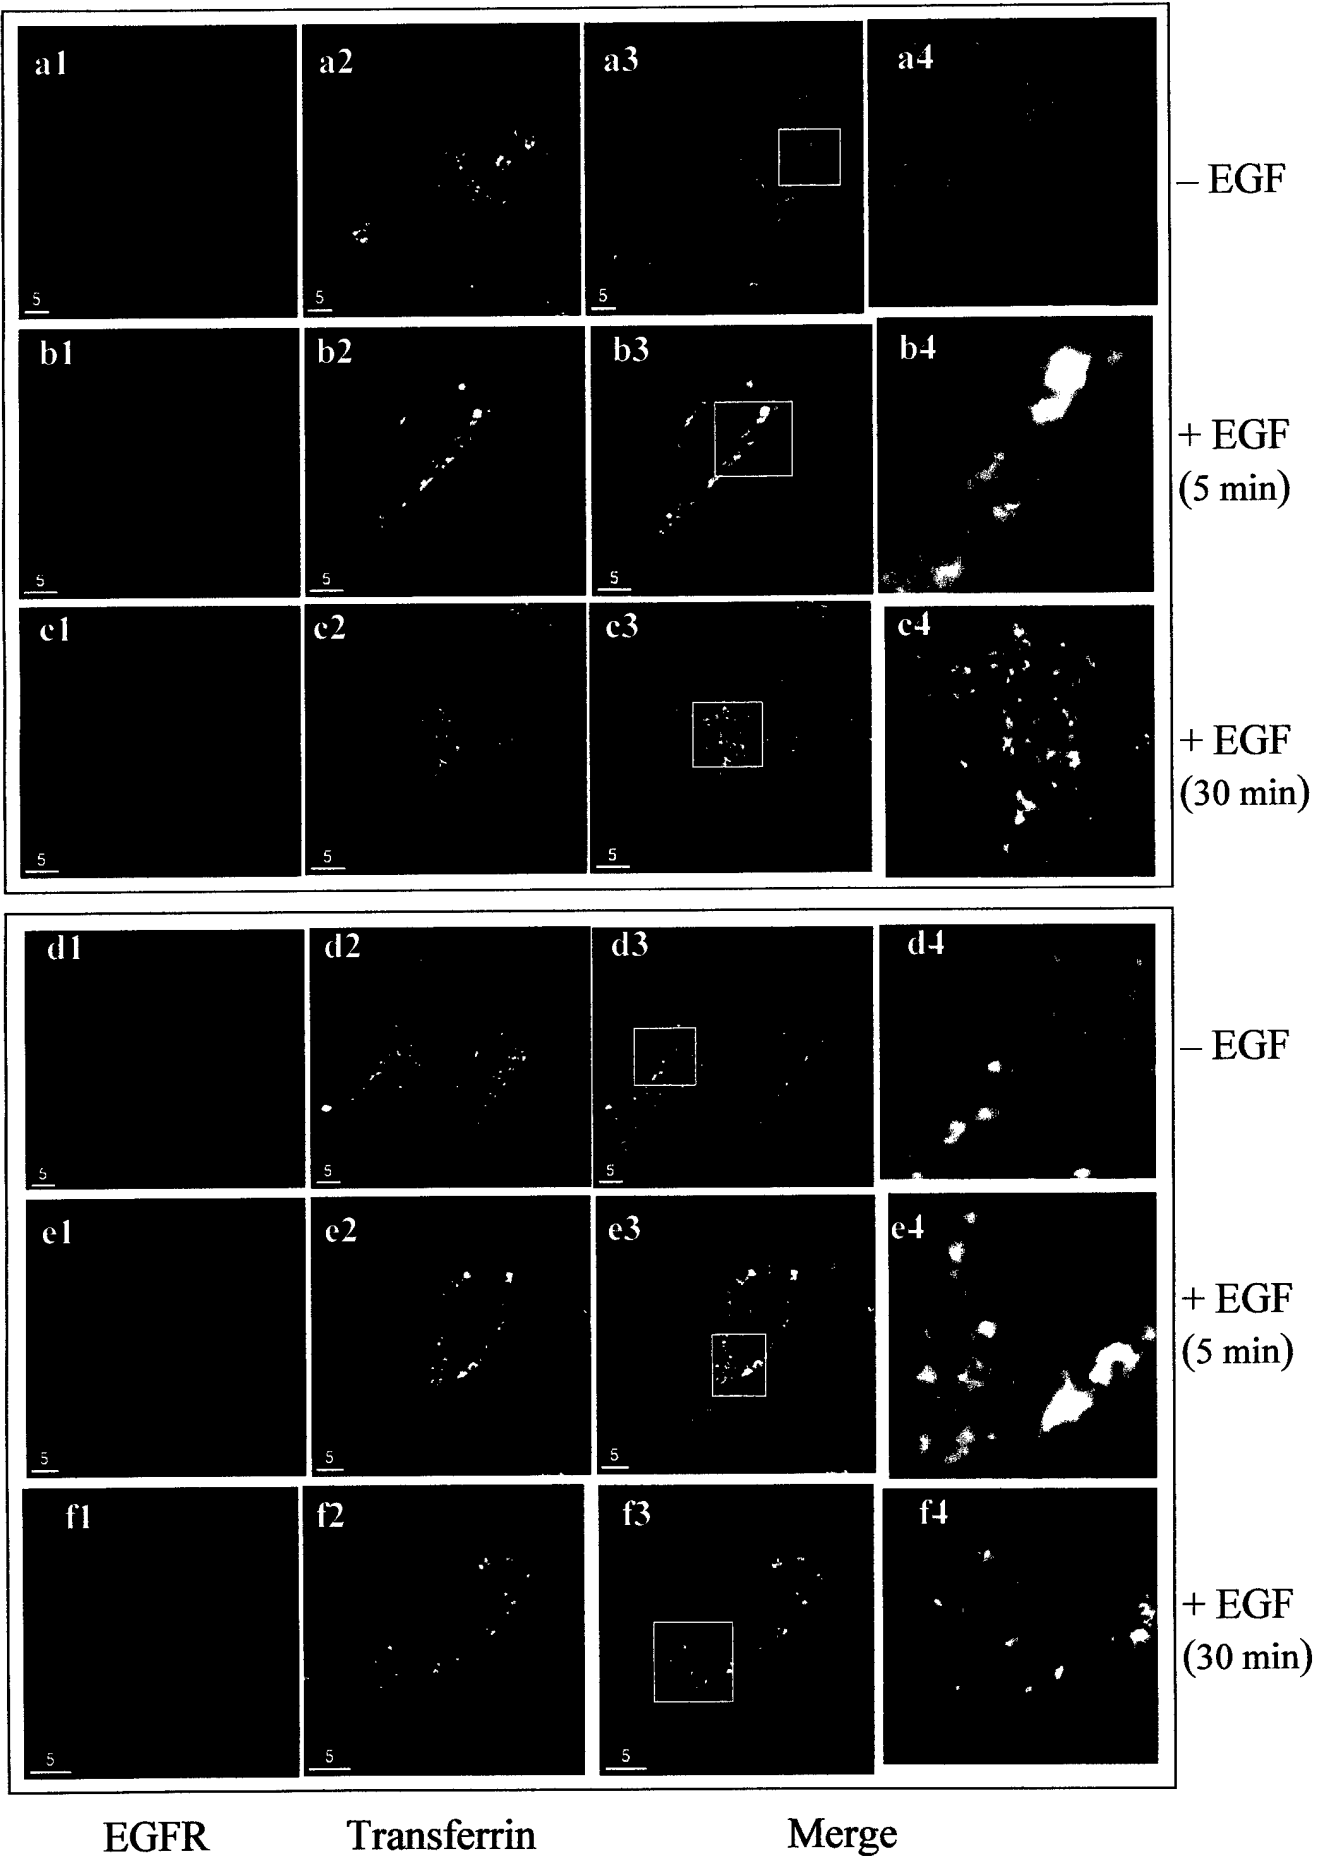 a1 a2 a3 a4
– EGF
5 5 5
b1 b2 b3 b4
+ EGF
(5 min)
5 5 5
c1 c2 c3 c4
+ EGF
(30 min)
5 5 5
d1 d2 d3 d4
– EGF
5 5 5
e1 e2 e3 e4
+ EGF
(5 min)
5 5 5
f1 f2 f3 f4
+ EGF
(30 min)
5 5 5
EGFR Transferrin Merge